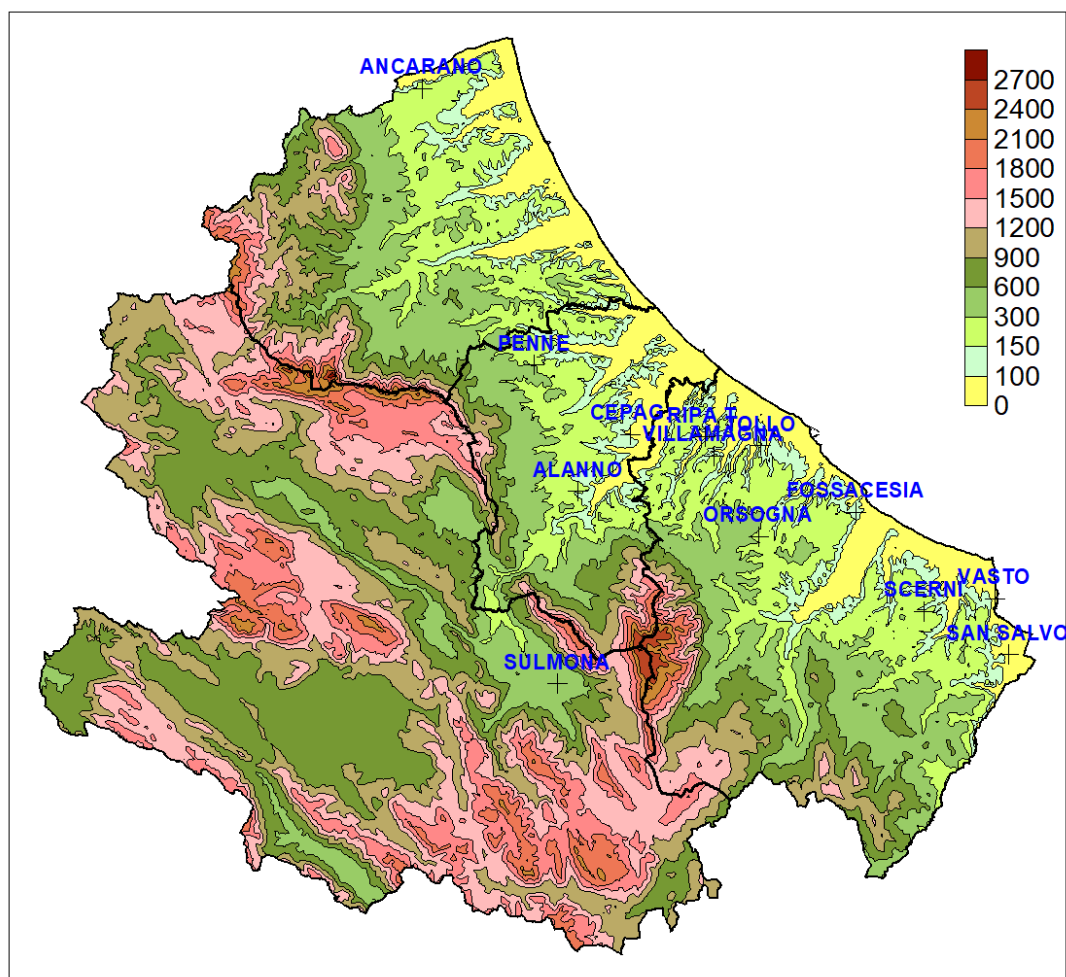 ANCARANO
2700
2400
2100
1800
1500
1200
900
600
300
150
100
0
PENNE
CEPAG
RIPA T
TOLLO
VILLAMAGNA
ALANNO
FOSSACESIA
ORSOGNA
VASTO
SCERNI
SAN SALVO
SULMONA